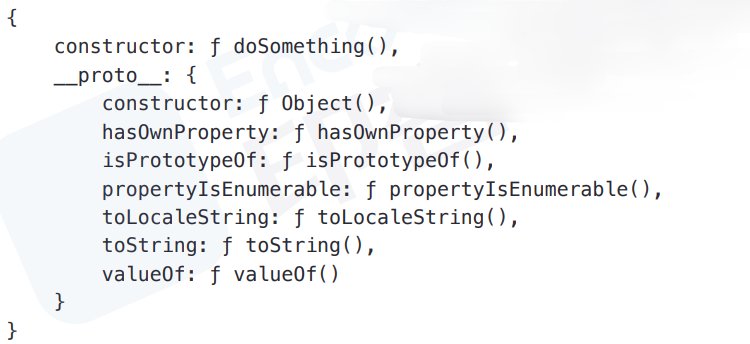 {
    constructor: ƒ doSomething(),
    __proto__: {
        constructor: ƒ Object(),
        hasOwnProperty: ƒ hasOwnProperty(),
        isPrototypeOf: ƒ isPrototypeOf(),
        propertyIsEnumerable: ƒ propertyIsEnumerable(),
        toLocaleString: ƒ toLocaleString(),
        toString: ƒ toString(),
        valueOf: ƒ valueOf()
    }
}